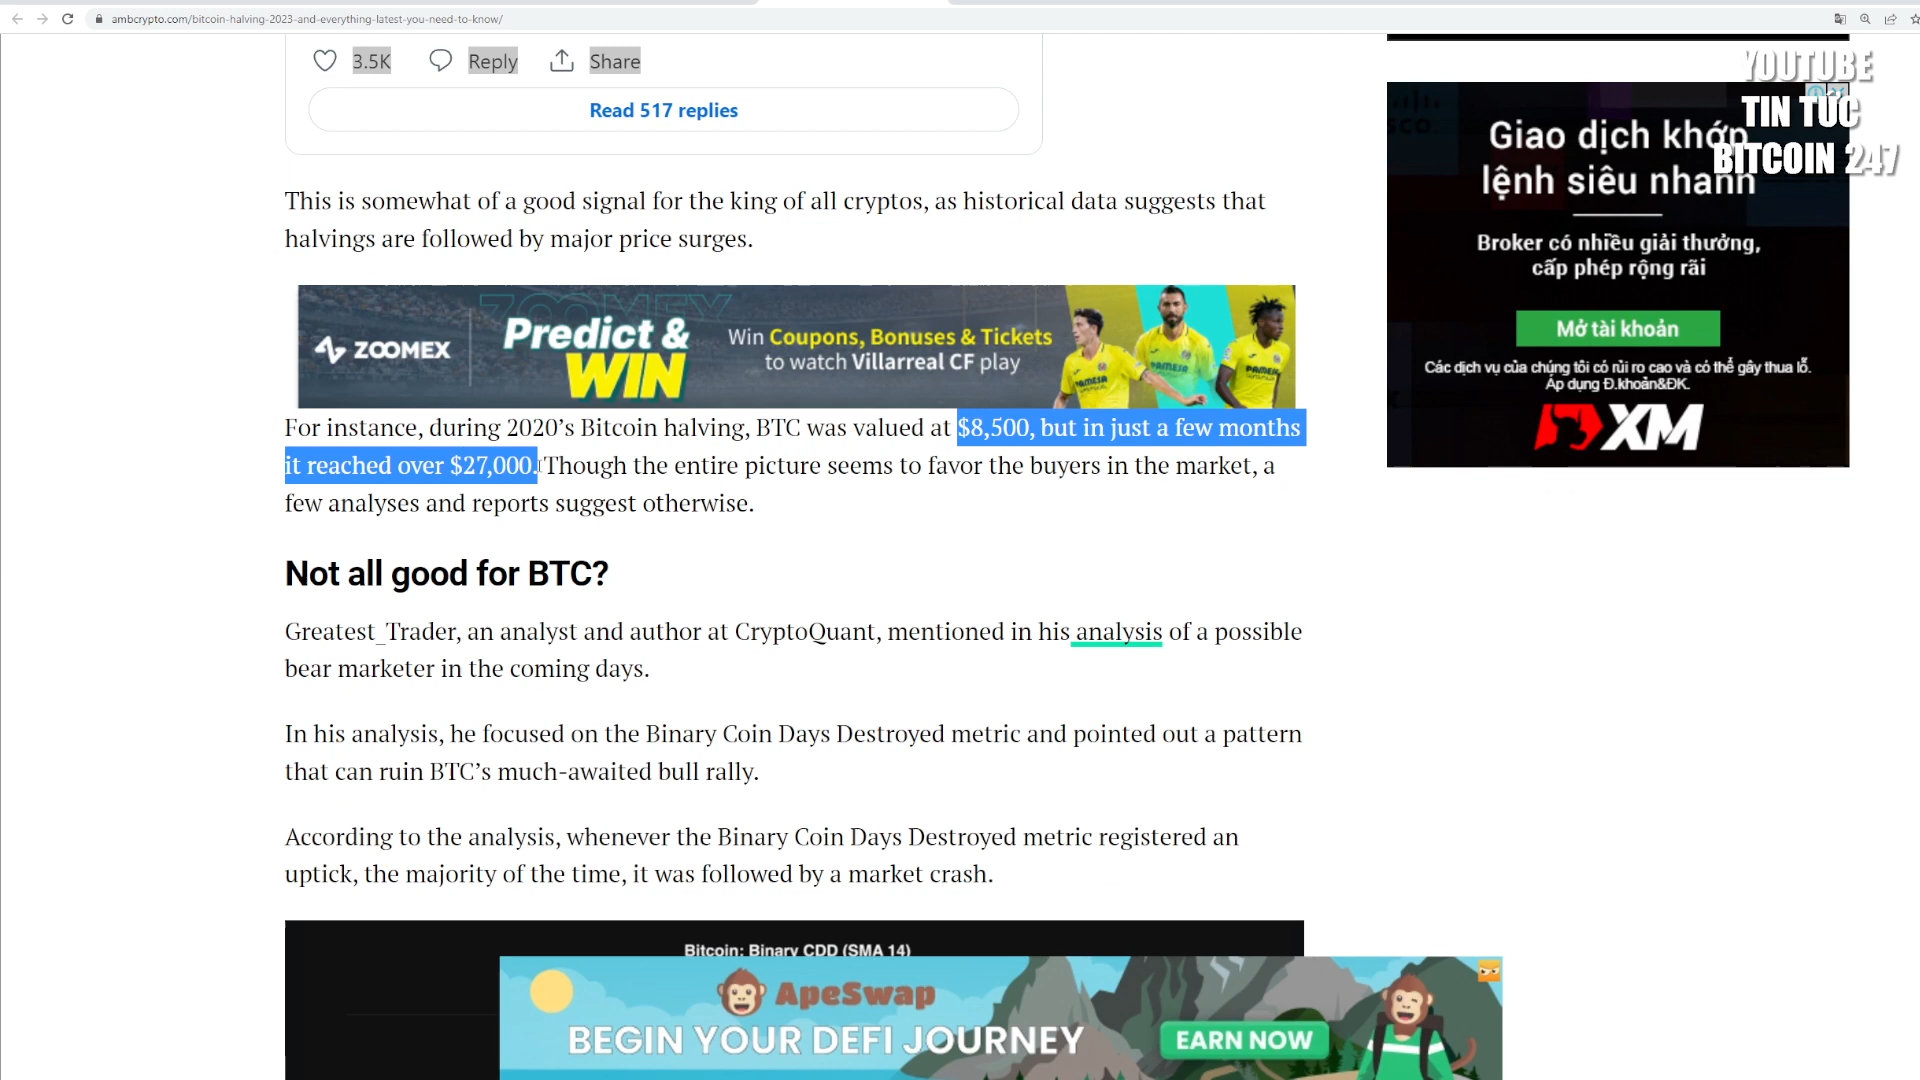 ambcrypto.com/bitcoin-halving-2023-and-everything-latest-you-need-to-know/
3.5K Reply Share
Read 517 replies
This is somewhat of a good signal for the king of all cryptos, as historical data suggests that
halvings are followed by major price surges.
ZOOMEX
Predict &
WIN
Win Coupons, Bonuses & Tickets
to watch Villarreal CF play
PAMESA
PAMESA
PAMESA
For instance, during 2020’s Bitcoin halving, BTC was valued at $8,500, but in just a few months
it reached over $27,000. Though the entire picture seems to favor the buyers in the market, a
few analyses and reports suggest otherwise.
Not all good for BTC?
Greatest_Trader, an analyst and author at CryptoQuant, mentioned in his analysis of a possible
bear marketer in the coming days.
In his analysis, he focused on the Binary Coin Days Destroyed metric and pointed out a pattern
that can ruin BTC’s much-awaited bull rally.
According to the analysis, whenever the Binary Coin Days Destroyed metric registered an
uptick, the majority of the time, it was followed by a market crash.
Bitcoin: Binary CDD (SMA 14)
ApeSwap
BEGIN YOUR DEFI JOURNEY
EARN NOW
YOUTUBE
TIN TỨC
BITCOIN 247
Giao dịch khớp
lệnh siêu nhanh
Broker có nhiều giải thưởng,
cấp phép rộng rãi
Mở tài khoản
Các dịch vụ của chúng tôi có rủi ro cao và có thể gây thua lỗ.
Áp dụng Đ.khoản&ĐK.
XM